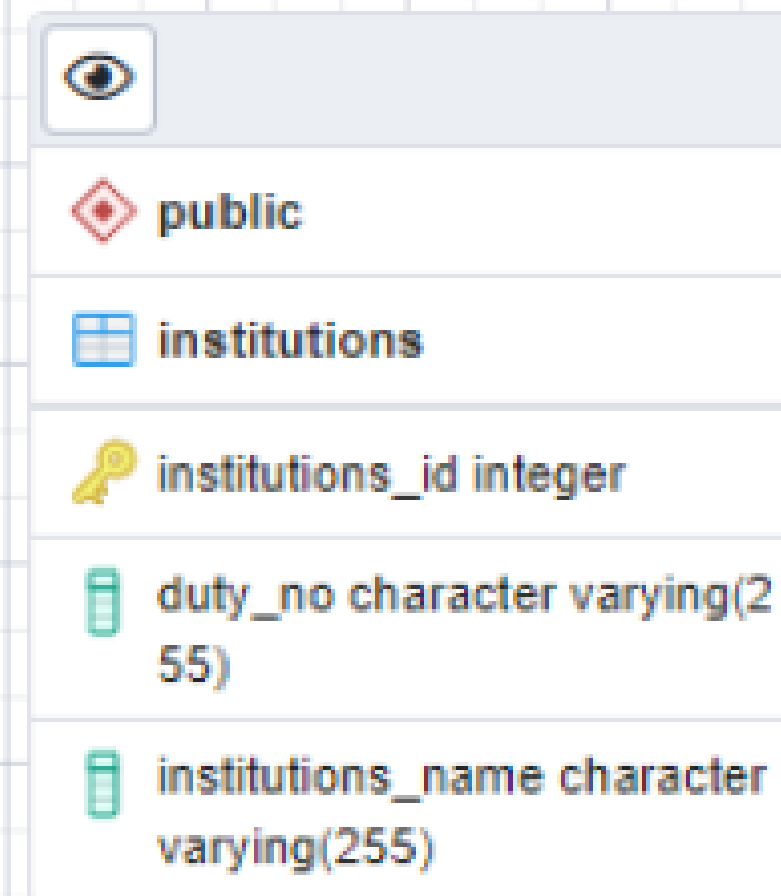 public
institutions
institutions_id integer
duty_no character varying(2
55)
institutions_name character
varying(255)